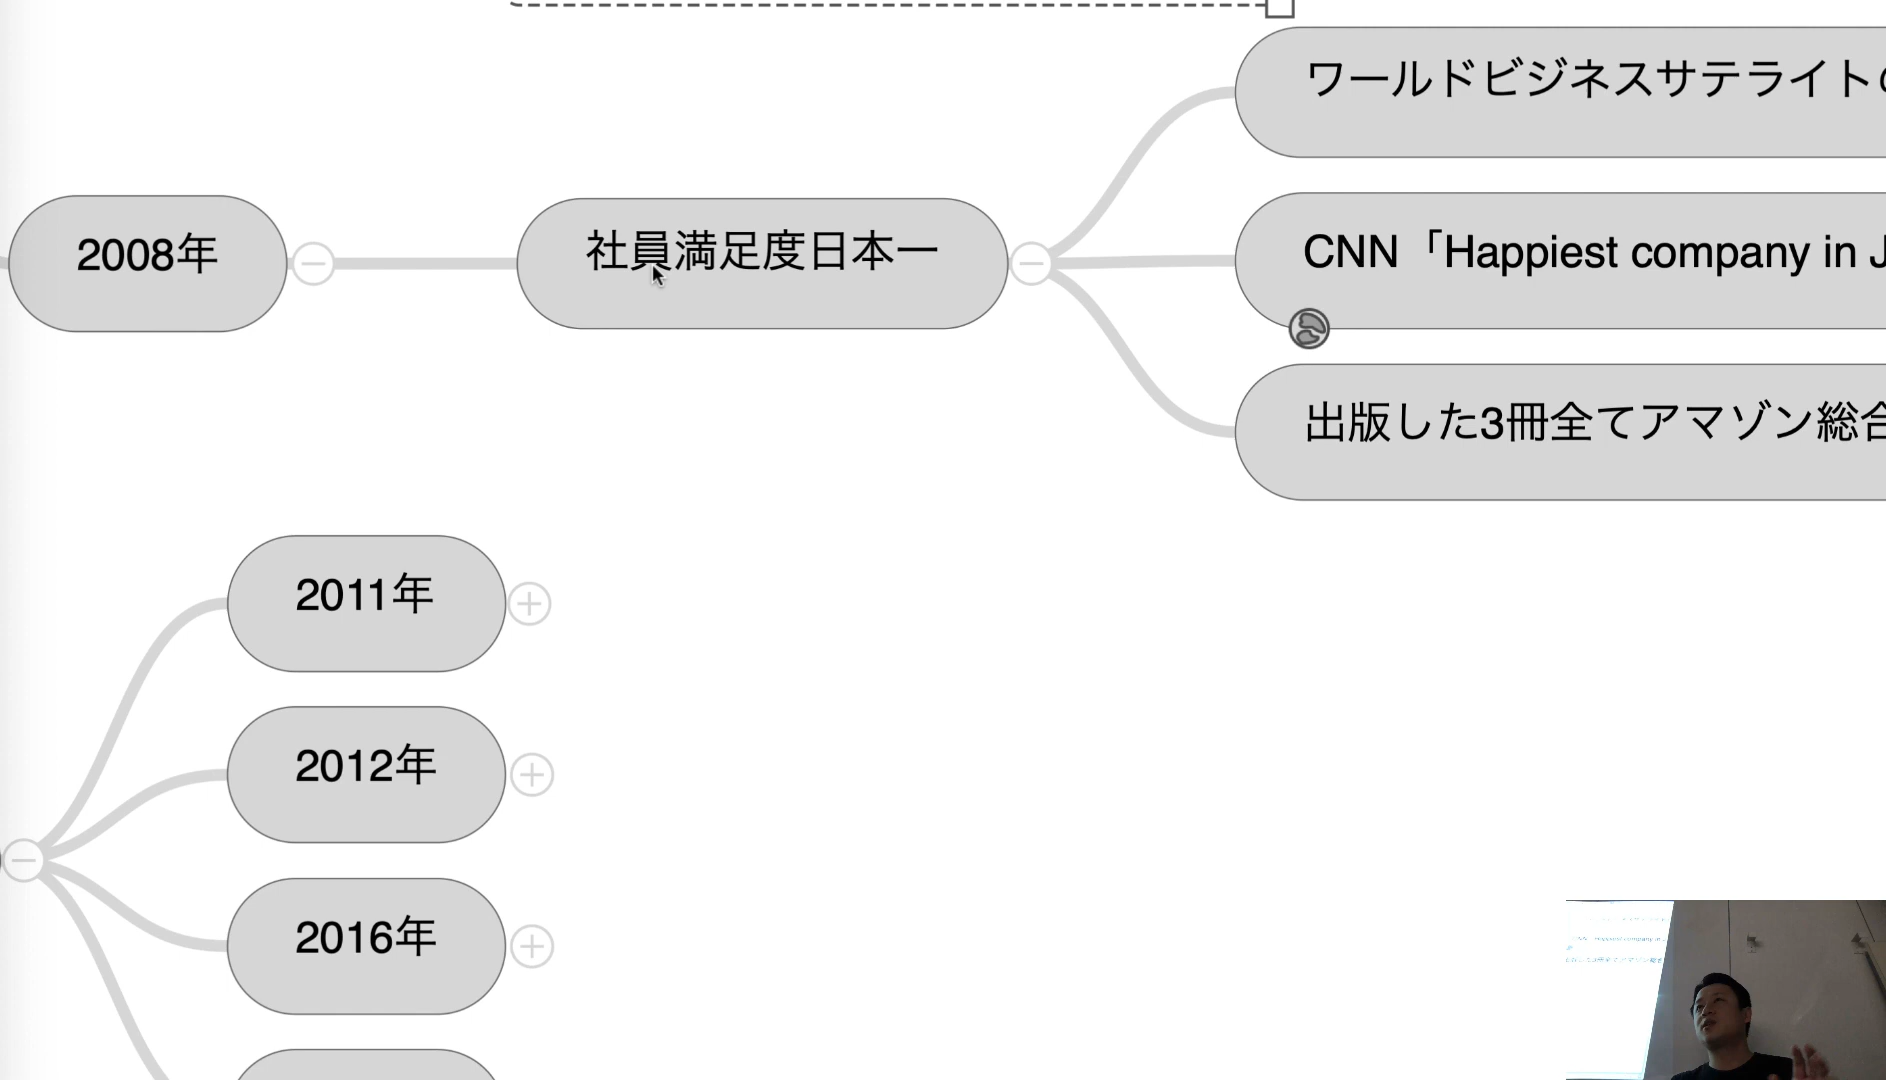 ワールドビジネスサテライト
2008年
社員満足度日本一
CNN「Happiest company in J
出版した3冊全てアマゾン総合
2011年
2012年
2016年